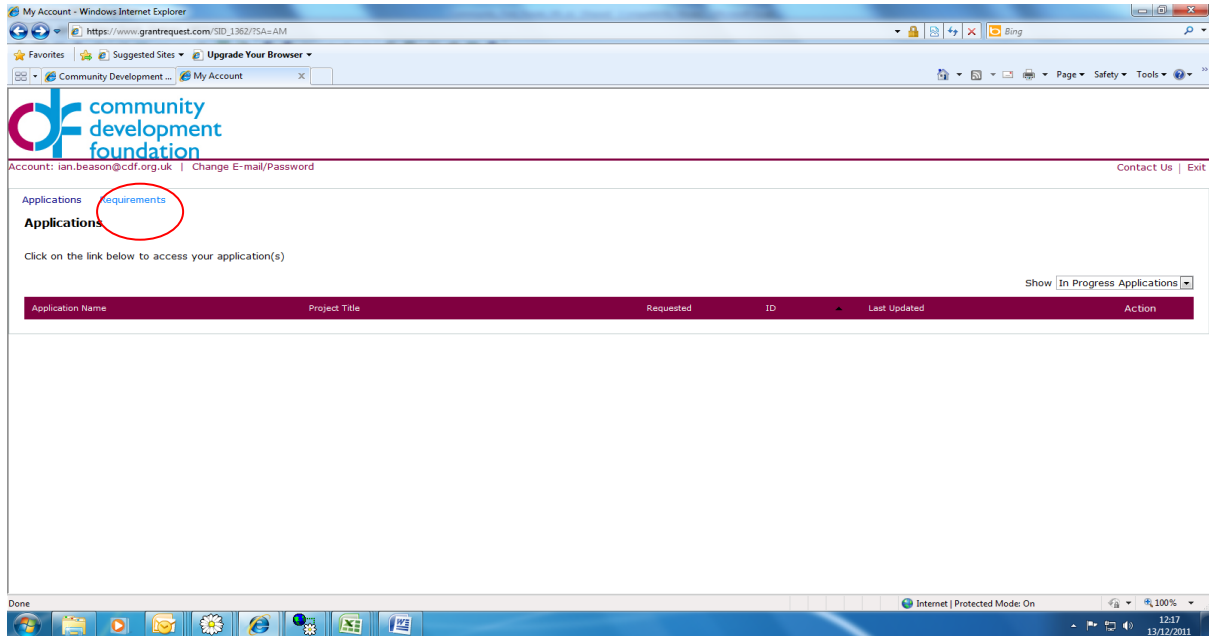 My Account - Windows Internet Explorer
https://www.grantrequest.com/SID_1362/?SA=AM
Bing
Favorites Suggested Sites Upgrade Your Browser
Community Development ... My Account Page Safety Tools
community
development
foundation
Account: ian.beason@cdf.org.uk | Change E-mail/Password Contact Us | Exit
Applications Requirements
Applications
Click on the link below to access your application(s)
Show In Progress Applications
Application Name Project Title Requested ID Last Updated Action
Done Internet | Protected Mode: On 100%
12:17
13/12/2011